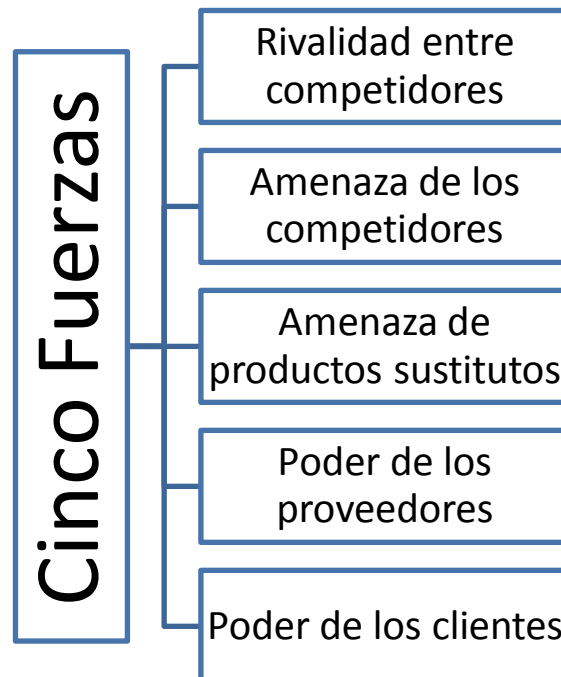 Cinco Fuerzas
Rivalidad entre
competidores
Amenaza de los
competidores
Amenaza de
productos sustitutos
Poder de los
proveedores
Poder de los clientes